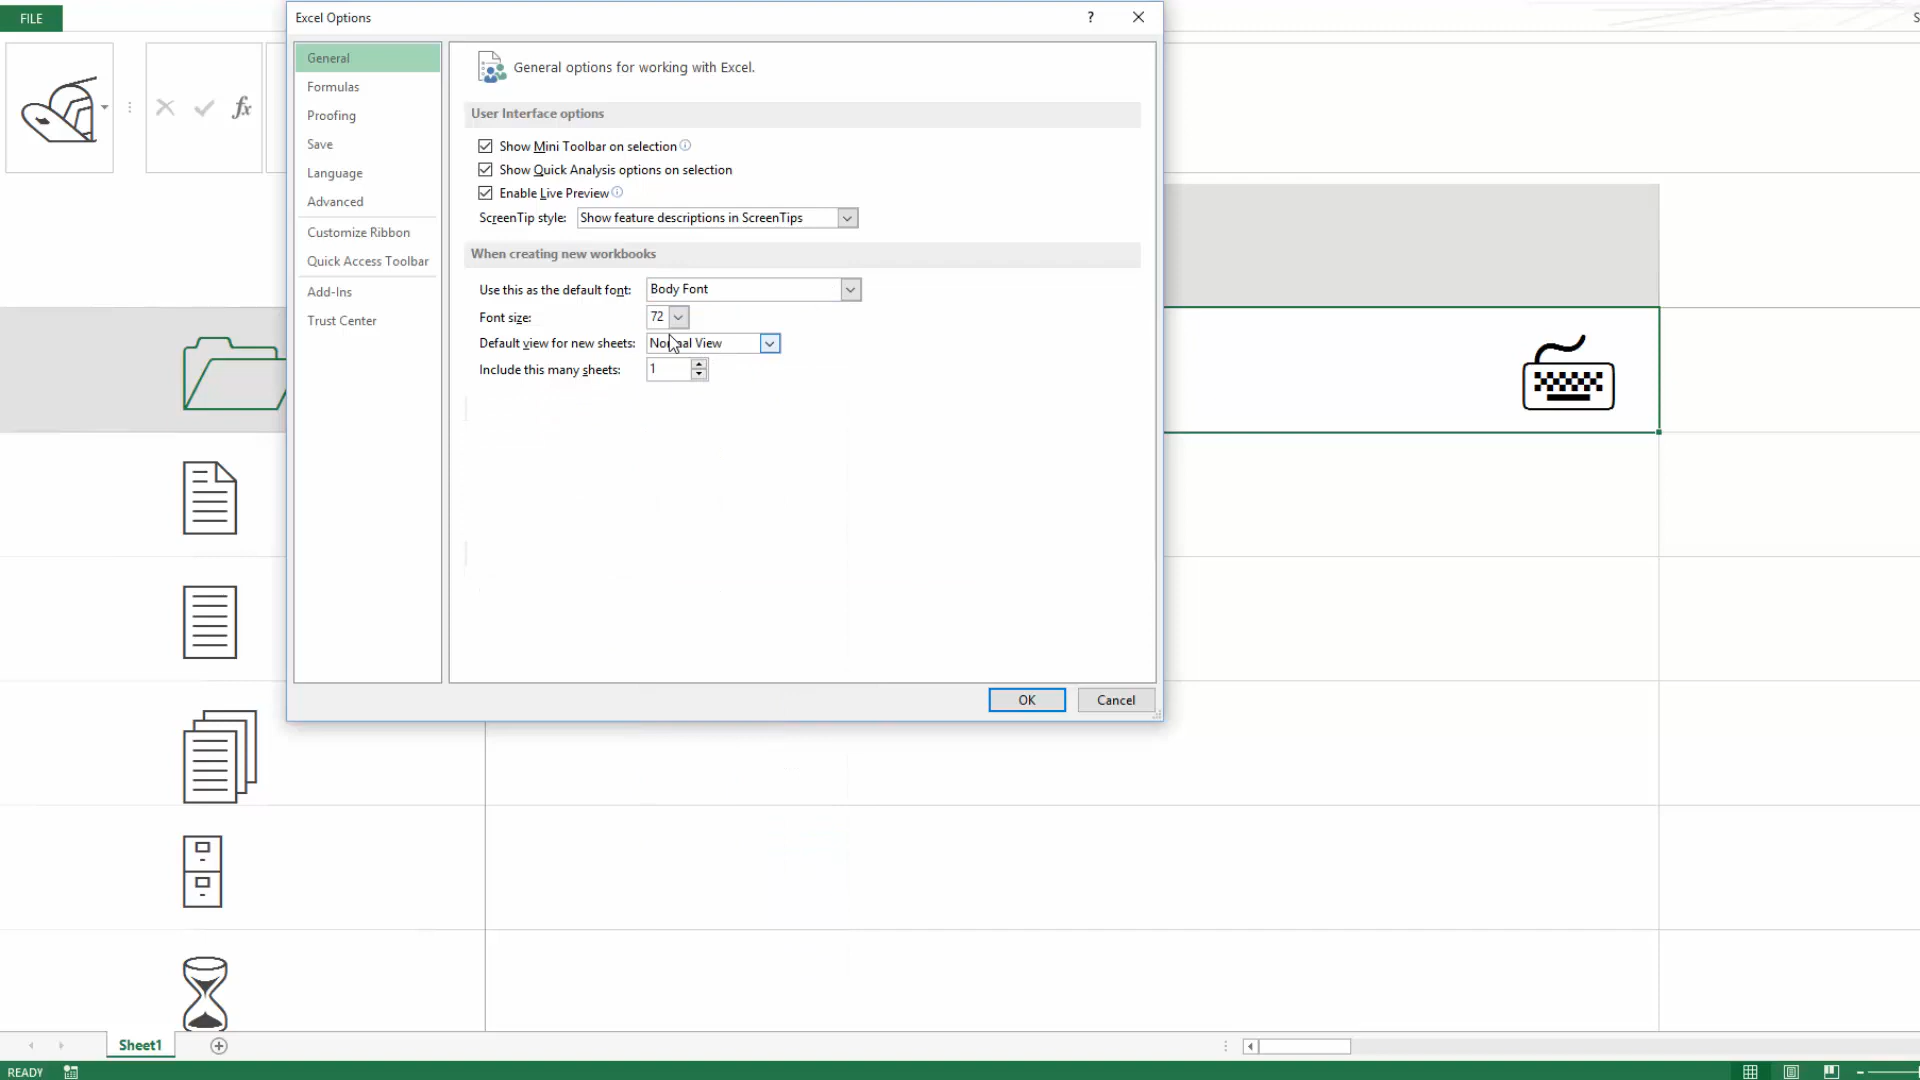 FILE
Excel Options
?
General
Formulas
Proofing
Save
Language
Advanced
Customize Ribbon
Quick Access Toolbar
Add-Ins
Trust Center
fx
General options for working with Excel.
User Interface options
Show Mini Toolbar on selection
Show Quick Analysis options on selection
Enable Live Preview
ScreenTip style: Show feature descriptions in ScreenTips
When creating new workbooks
Use this as the default font: Body Font
Font size: 72
Default view for new sheets: Normal View
Include this many sheets: 1
OK Cancel
Sheet1
READY